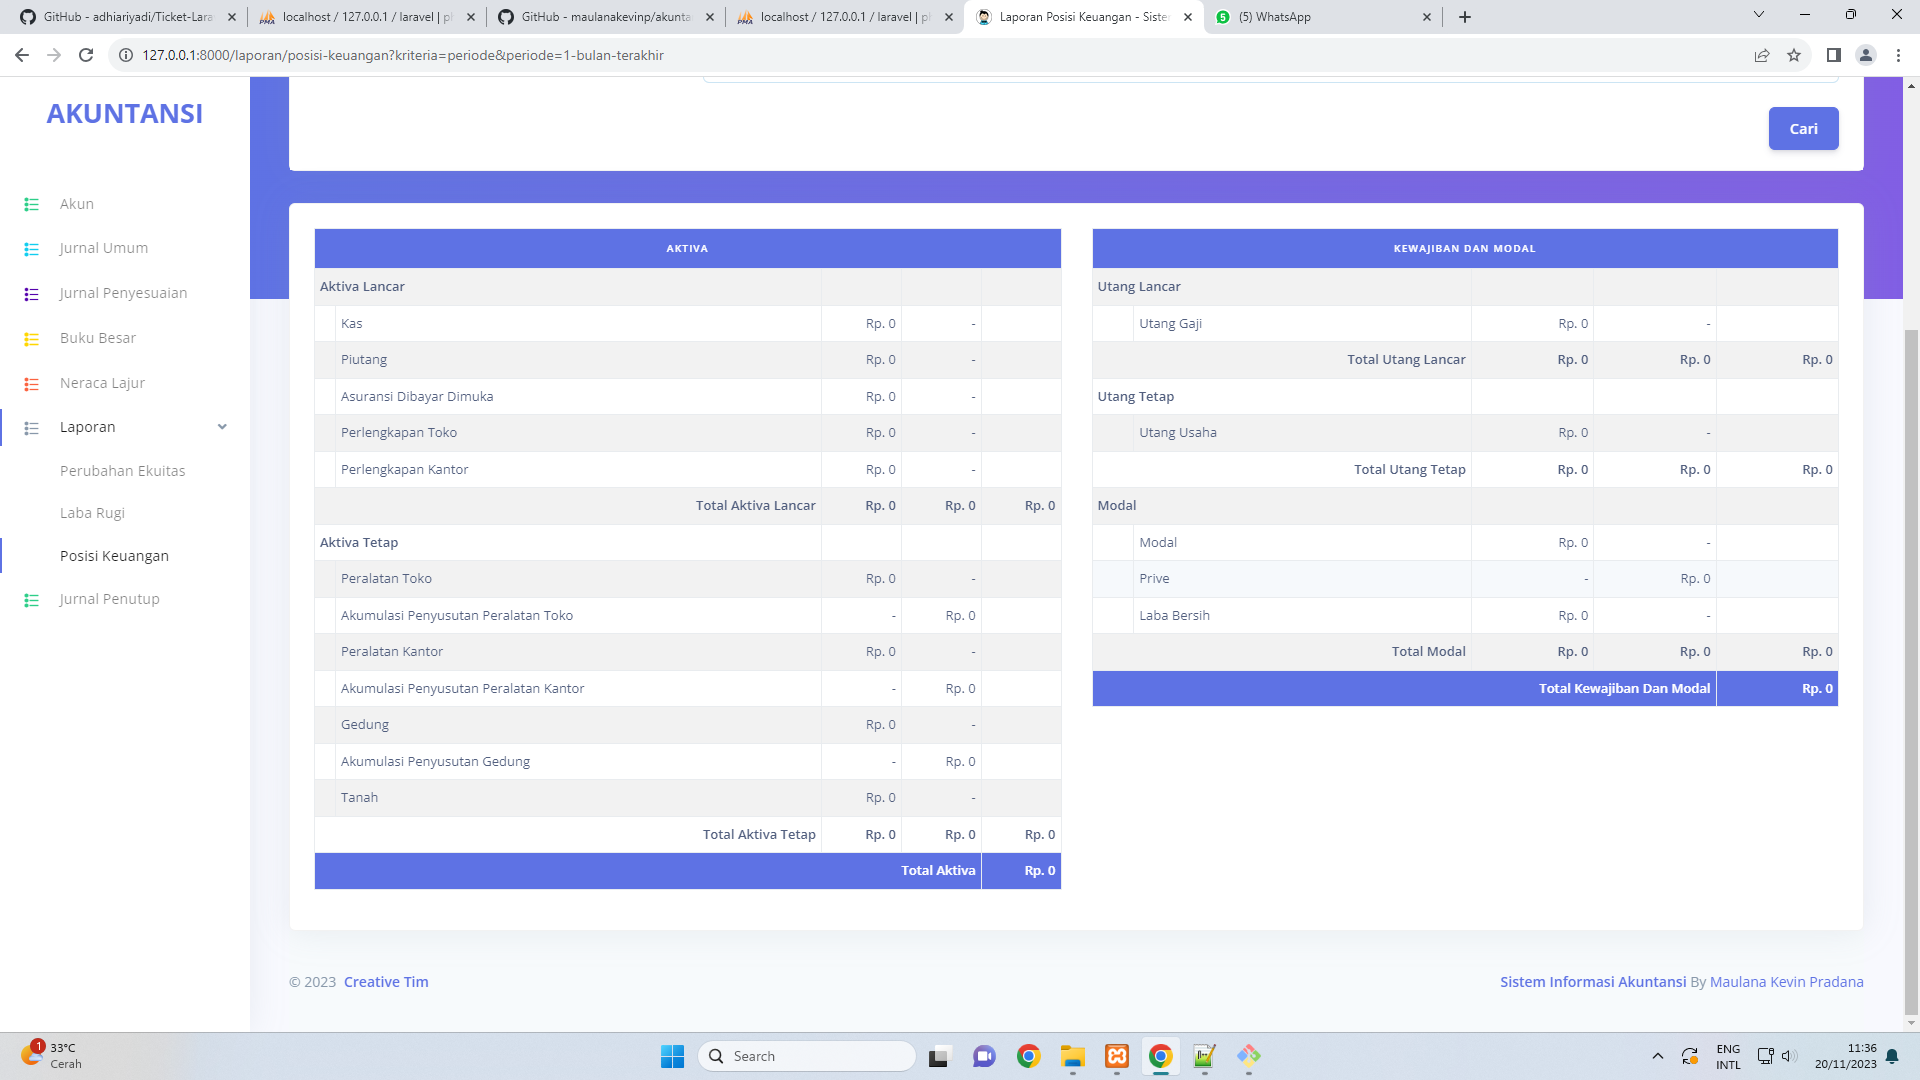 GitHub - adhiariyadi/Ticket-Lara
localhost / 127.0.0.1 / laravel | ph
GitHub - maulanakevinp/akunta
localhost / 127.0.0.1 / laravel | ph
Laporan Posisi Keuangan - Sister
(5) WhatsApp
127.0.0.1:8000/laporan/posisi-keuangan?kriteria=periode&periode=1-bulan-terakhir
AKUNTANSI
Akun
Jurnal Umum
Jurnal Penyesuaian
Buku Besar
Neraca Lajur
Laporan
Perubahan Ekuitas
Laba Rugi
Posisi Keuangan
Jurnal Penutup
Cari
AKTIVA
Aktiva Lancar
Kas Rp. 0 -
Piutang Rp. 0 -
Asuransi Dibayar Dimuka Rp. 0 -
Perlengkapan Toko Rp. 0 -
Perlengkapan Kantor Rp. 0 -
Total Aktiva Lancar Rp. 0 Rp. 0 Rp. 0
Aktiva Tetap
Peralatan Toko Rp. 0 -
Akumulasi Penyusutan Peralatan Toko - Rp. 0
Peralatan Kantor Rp. 0 -
Akumulasi Penyusutan Peralatan Kantor - Rp. 0
Gedung Rp. 0 -
Akumulasi Penyusutan Gedung - Rp. 0
Tanah Rp. 0 -
Total Aktiva Tetap Rp. 0 Rp. 0 Rp. 0
Total Aktiva Rp. 0
KEWAJIBAN DAN MODAL
Utang Lancar
Utang Gaji Rp. 0 -
Total Utang Lancar Rp. 0 Rp. 0 Rp. 0
Utang Tetap
Utang Usaha Rp. 0 -
Total Utang Tetap Rp. 0 Rp. 0 Rp. 0
Modal
Modal Rp. 0 -
Prive - Rp. 0
Laba Bersih Rp. 0 -
Total Modal Rp. 0 Rp. 0 Rp. 0
Total Kewajiban Dan Modal Rp. 0
© 2023 Creative Tim
Sistem Informasi Akuntansi By Maulana Kevin Pradana
1
33°C
Cerah
Search
ENG
INTL
11:36
20/11/2023